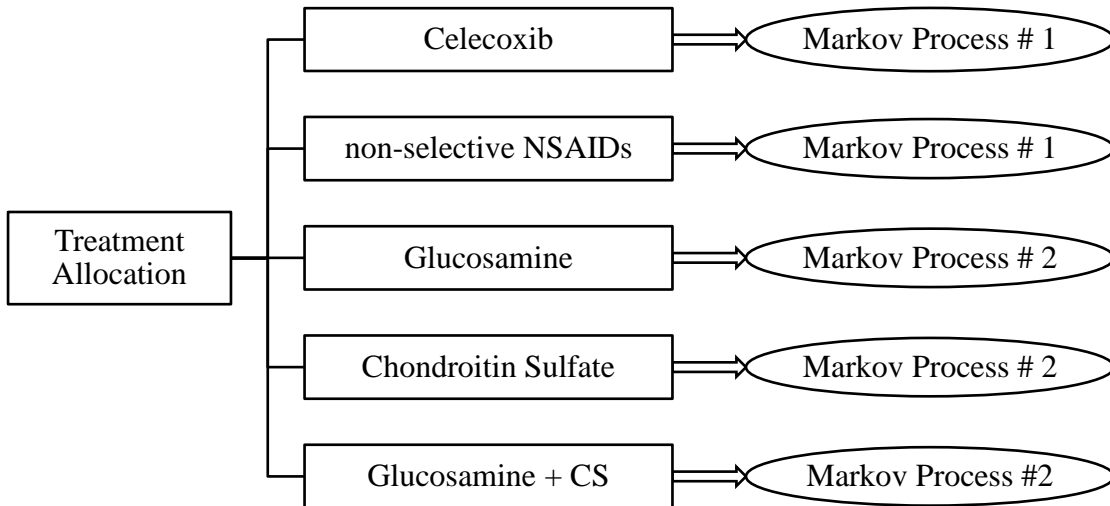 Celecoxib
Markov Process # 1
non-selective NSAIDs
Markov Process # 1
Treatment
Allocation
Glucosamine
Markov Process # 2
Chondroitin Sulfate
Markov Process # 2
Glucosamine + CS
Markov Process #2